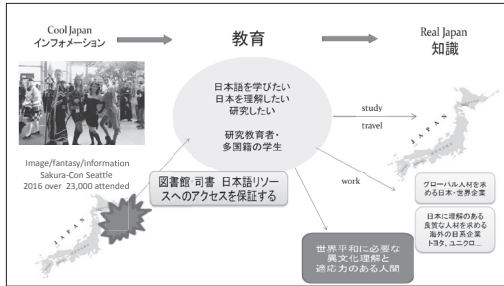 Cool Japan
インフォメーション
教育
Real Japan
知識
日本語を学びたい
日本を理解したい
研究したい
研究教育者・
多国籍の学生
study
travel
work
JAPAN
Image/fantasy/information
Sakura-Con Seattle
2016 over 23,000 attended
図書館・司書 日本語リソー
スへのアクセスを保証する
JAPAN
グローバル人材を求
める日本・世界企業
日本に理解のある
良質な人材を求める
海外の日系企業
トヨタ、ユニクロ…
世界平和に必要な
異文化理解と
適応力のある人間